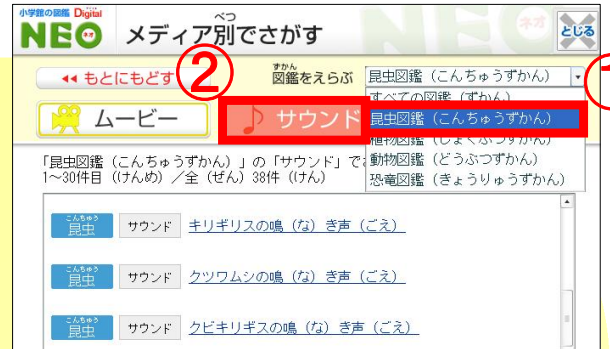 小学館の図鑑 Digital
NEO ネオ
べつ
メディア別でさがす
ネオ
とじる
もとにもどす
②
ずかん
図鑑をえらぶ
昆虫図鑑（こんちゅうずかん）
すべての図鑑（ずかん）
昆虫図鑑（こんちゅうずかん）
植物図鑑（しょくぶつずかん）
動物図鑑（どうぶつずかん）
恐竜図鑑（きょうりゅうずかん）
ムービー
サウンド
「昆虫図鑑（こんちゅうずかん）」の「サウンド」で
1～30件目（けんめ）／全（ぜん）38件（けん）
こんちゅう
昆虫 サウンド キリギリスの鳴（な）き声（ごえ）
こんちゅう
昆虫 サウンド クツワムシの鳴（な）き声（ごえ）
こんちゅう
昆虫 サウンド クビキリギスの鳴（な）き声（ごえ）